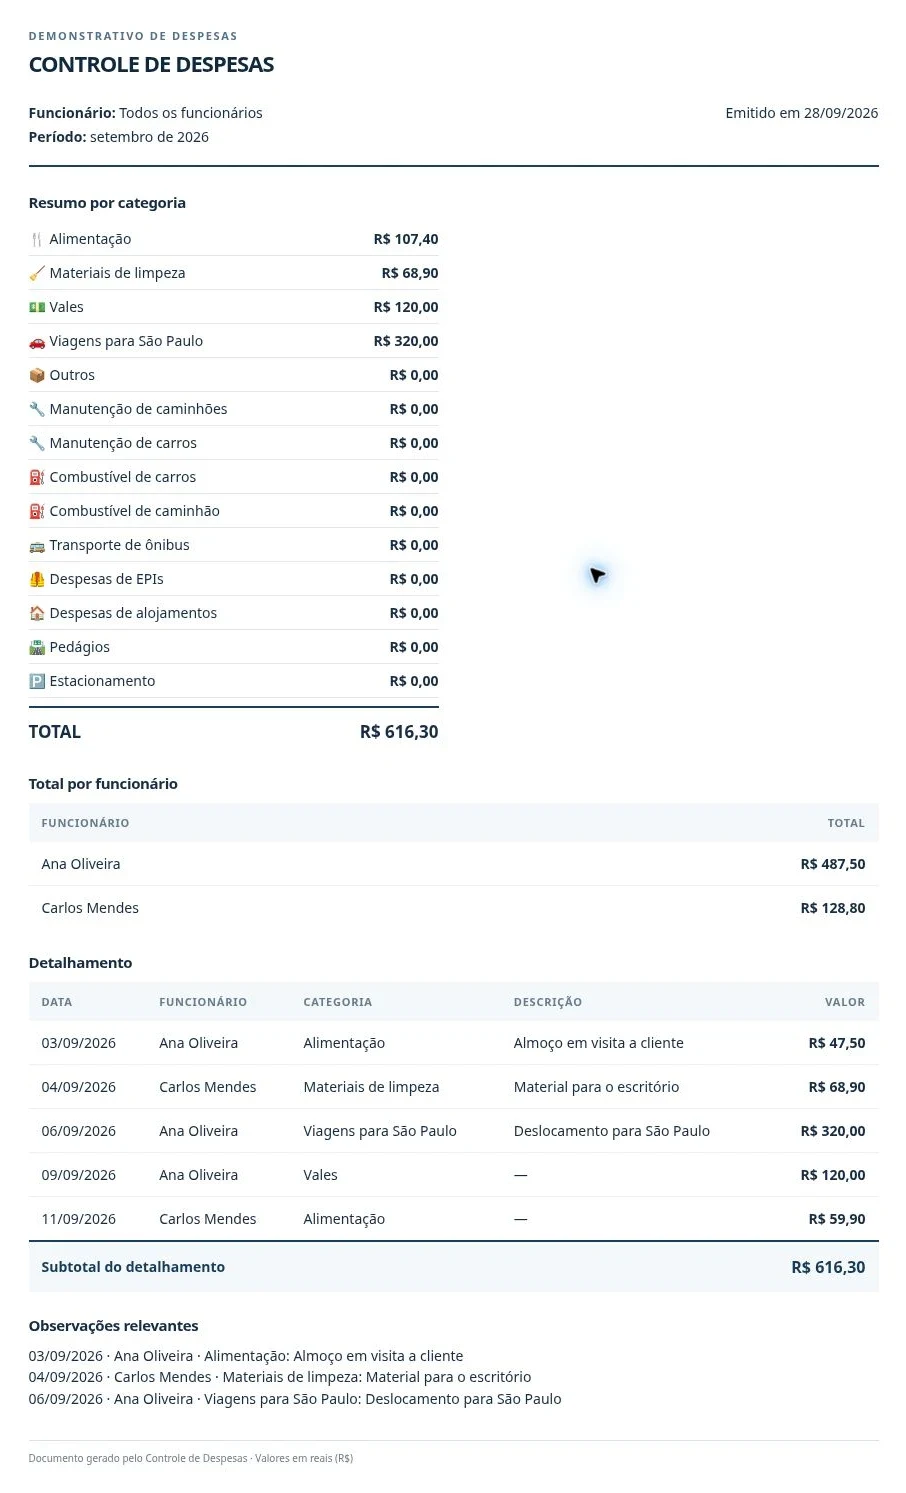 DEMONSTRATIVO DE DESPESAS
CONTROLE DE DESPESAS
Funcionário: Todos os funcionários
Emitido em 28/09/2026
Período: setembro de 2026
Resumo por categoria
Alimentação R$ 107,40
Materiais de limpeza R$ 68,90
Vales R$ 120,00
Viagens para São Paulo R$ 320,00
Outros R$ 0,00
Manutenção de caminhões R$ 0,00
Manutenção de carros R$ 0,00
Combustível de carros R$ 0,00
Combustível de caminhão R$ 0,00
Transporte de ônibus R$ 0,00
Despesas de EPIs R$ 0,00
Despesas de alojamentos R$ 0,00
Pedágios R$ 0,00
Estacionamento R$ 0,00
TOTAL R$ 616,30
Total por funcionário
FUNCIONÁRIO TOTAL
Ana Oliveira R$ 487,50
Carlos Mendes R$ 128,80
Detalhamento
DATA FUNCIONÁRIO CATEGORIA DESCRIÇÃO VALOR
03/09/2026 Ana Oliveira Alimentação Almoço em visita a cliente R$ 47,50
04/09/2026 Carlos Mendes Materiais de limpeza Material para o escritório R$ 68,90
06/09/2026 Ana Oliveira Viagens para São Paulo Deslocamento para São Paulo R$ 320,00
09/09/2026 Ana Oliveira Vales — R$ 120,00
11/09/2026 Carlos Mendes Alimentação — R$ 59,90
Subtotal do detalhamento R$ 616,30
Observações relevantes
03/09/2026 · Ana Oliveira · Alimentação: Almoço em visita a cliente
04/09/2026 · Carlos Mendes · Materiais de limpeza: Material para o escritório
06/09/2026 · Ana Oliveira · Viagens para São Paulo: Deslocamento para São Paulo
Documento gerado pelo Controle de Despesas · Valores em reais (R$)